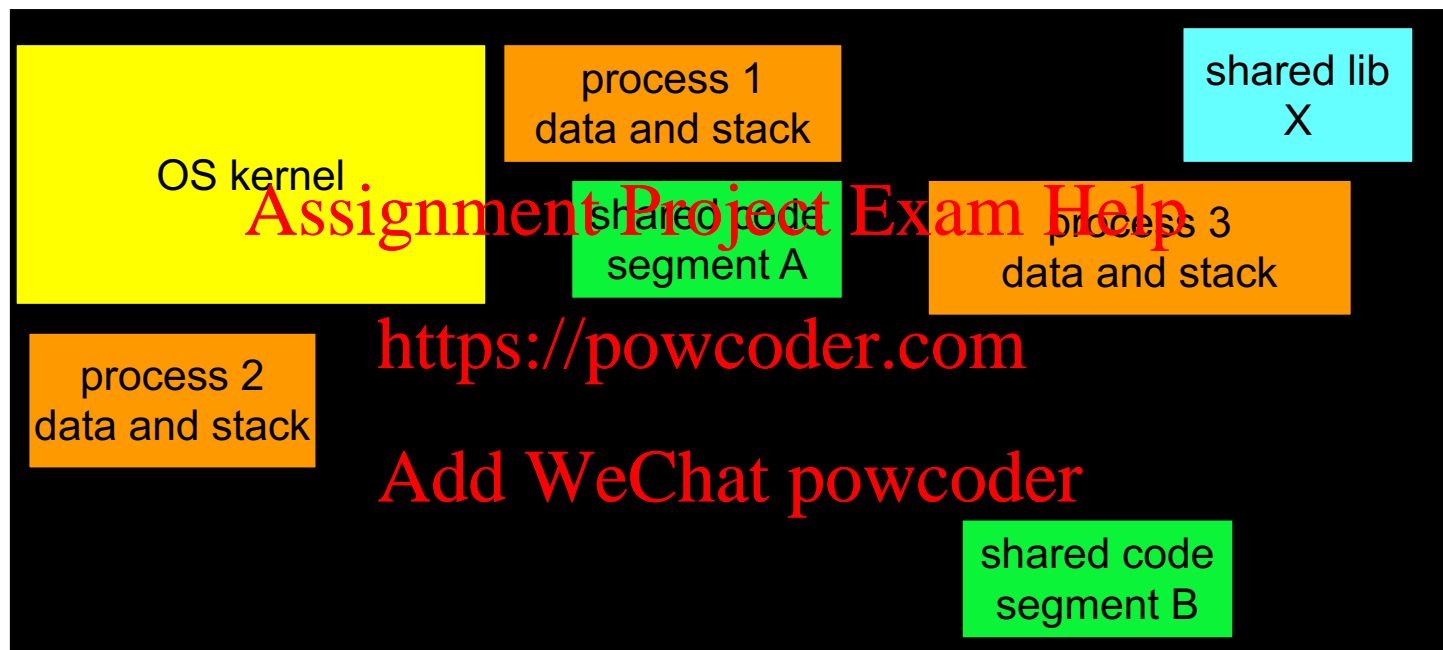 process 1
data and stack
shared lib
X
OS kernel
Assignment Project Exam Help
shared code
segment A
process 3
data and stack
https://powcoder.com
process 2
data and stack
Add WeChat powcoder
shared code
segment B